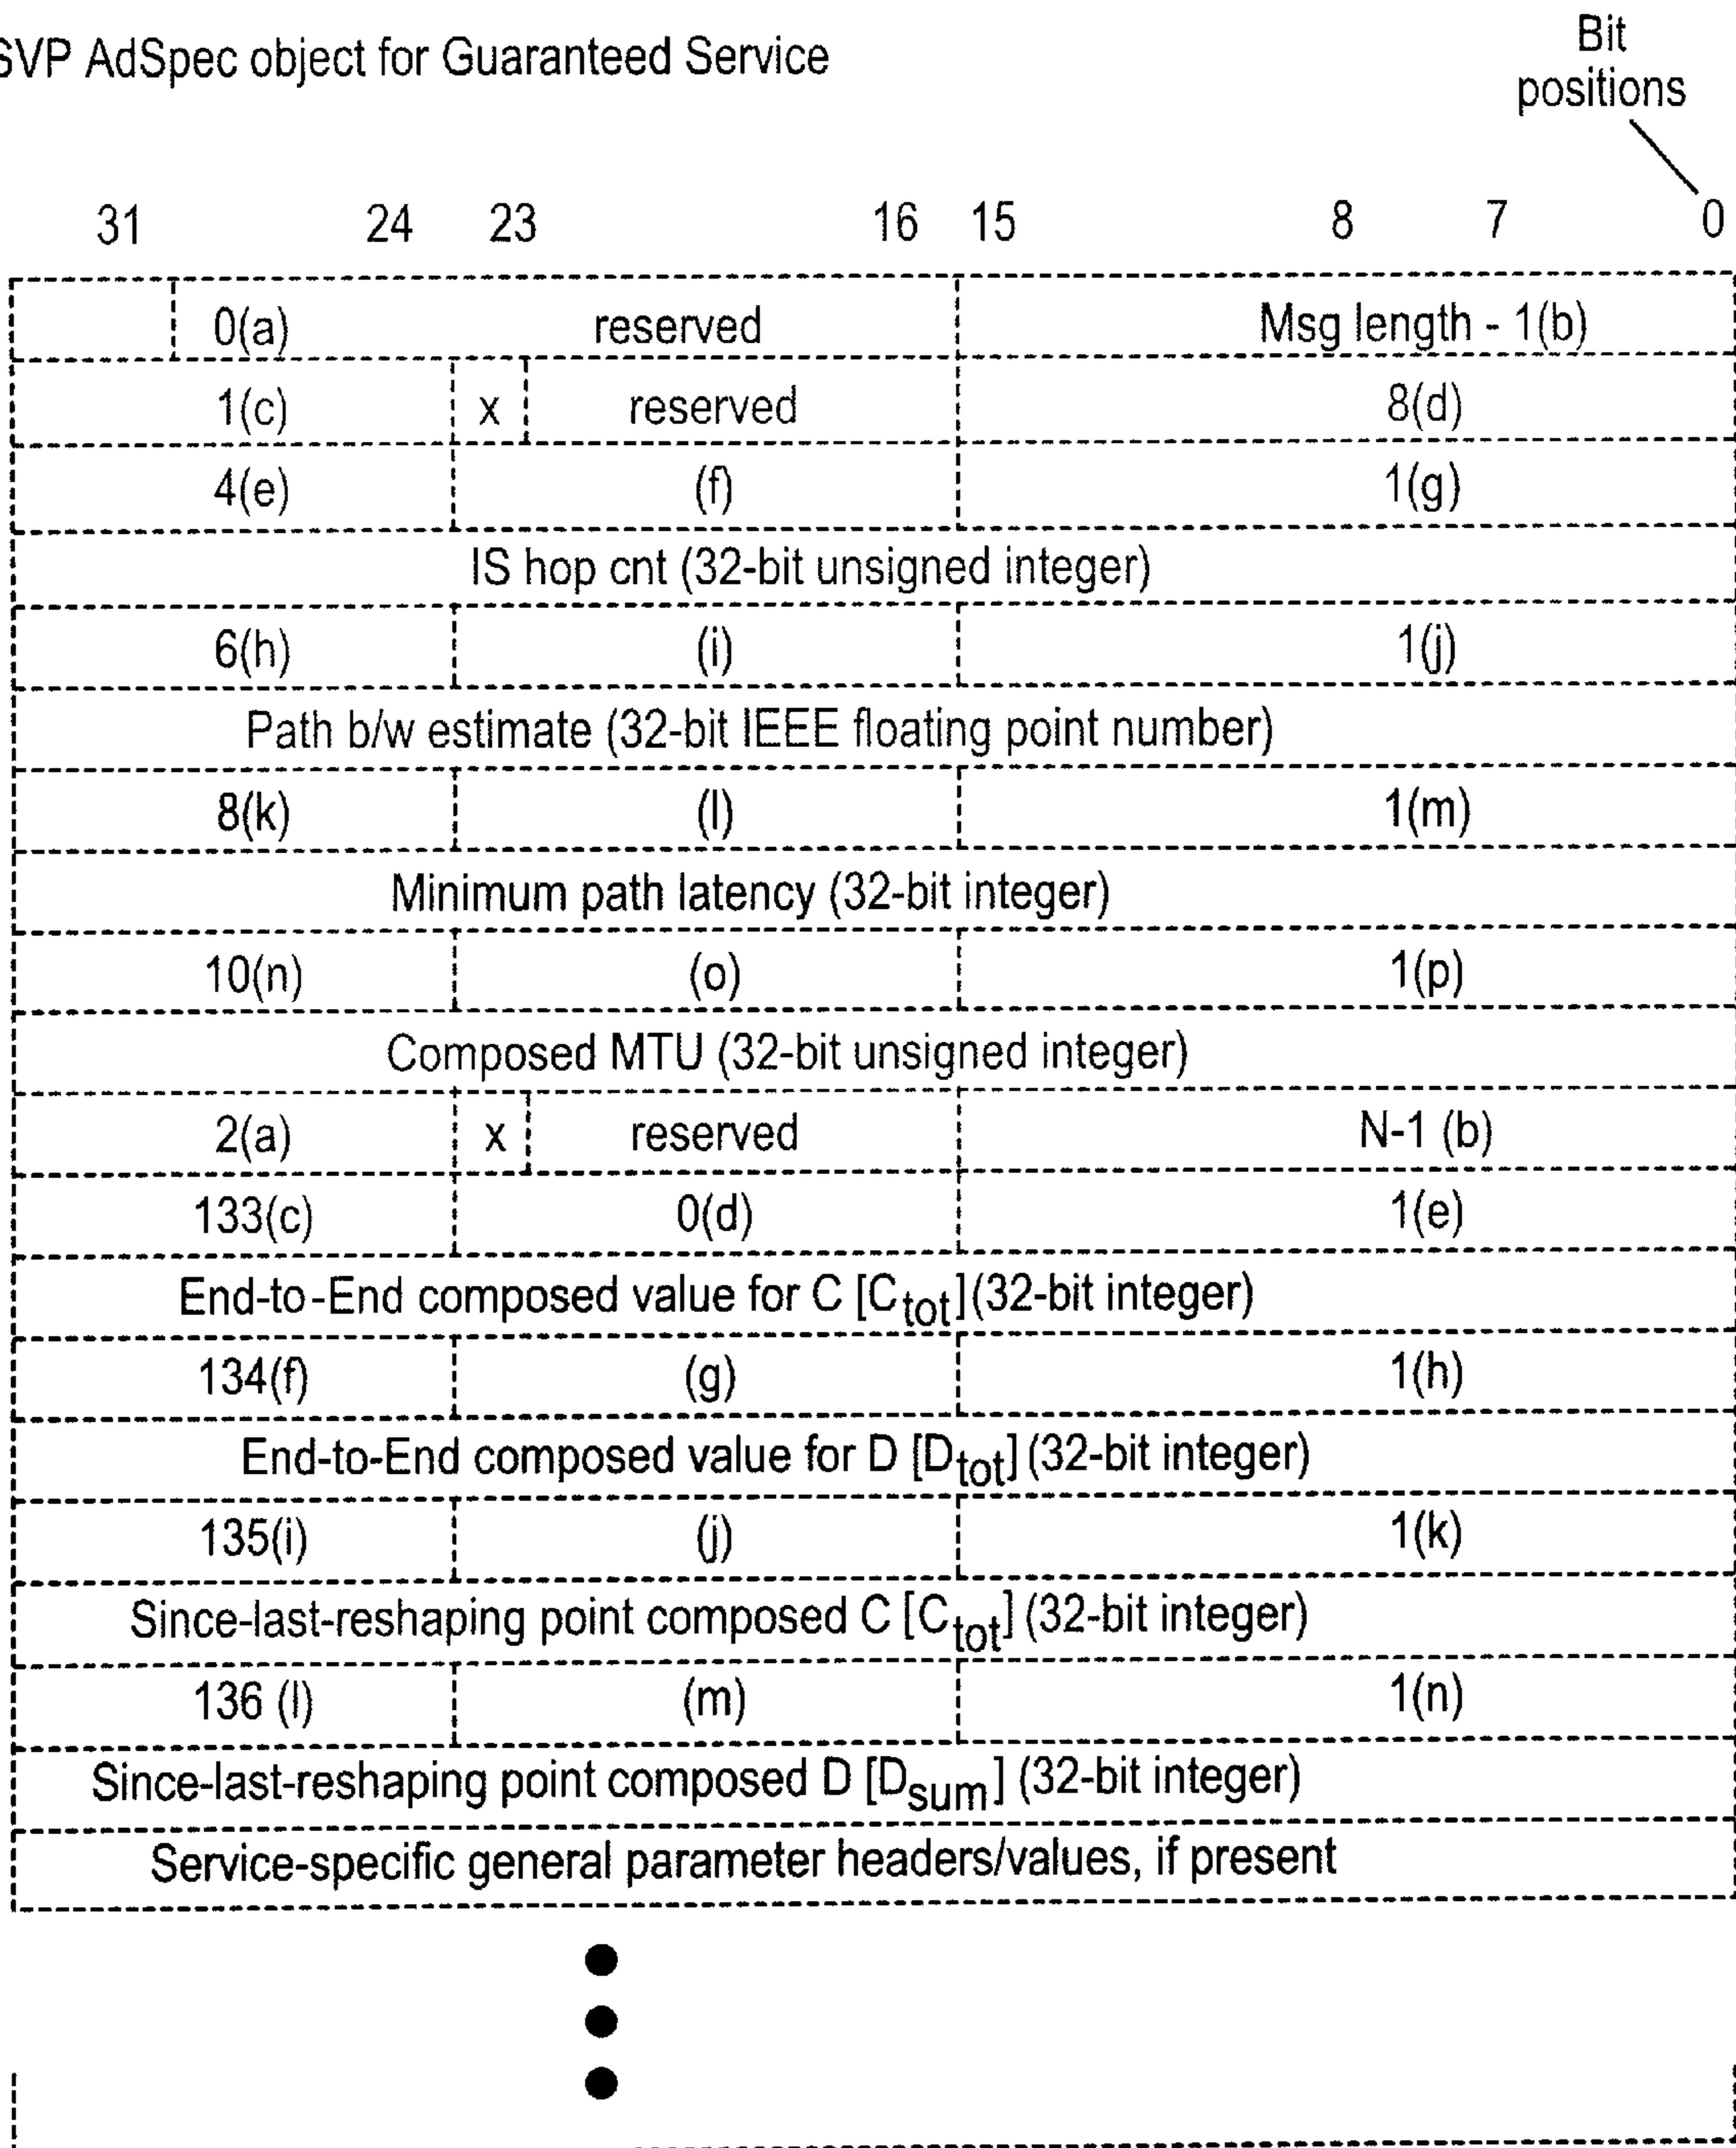 SVP AdSpec object for Guaranteed Service
Bit
positions
31 24 23 16 15 8 7 0
0(a) reserved Msg length - 1(b)
1(c) x reserved 8(d)
4(e) (f) 1(g)
IS hop cnt (32-bit unsigned integer)
6(h) (i) 1(j)
Path b/w estimate (32-bit IEEE floating point number)
8(k) (l) 1(m)
Minimum path latency (32-bit integer)
10(n) (o) 1(p)
Composed MTU (32-bit unsigned integer)
2(a) x reserved N-1 (b)
133(c) 0(d) 1(e)
End-to-End composed value for C [Ctot] (32-bit integer)
134(f) (g) 1(h)
End-to-End composed value for D [Dtot] (32-bit integer)
135(i) (j) 1(k)
Since-last-reshaping point composed C [Ctot] (32-bit integer)
136 (l) (m) 1(n)
Since-last-reshaping point composed D [Dsum] (32-bit integer)
Service-specific general parameter headers/values, if present